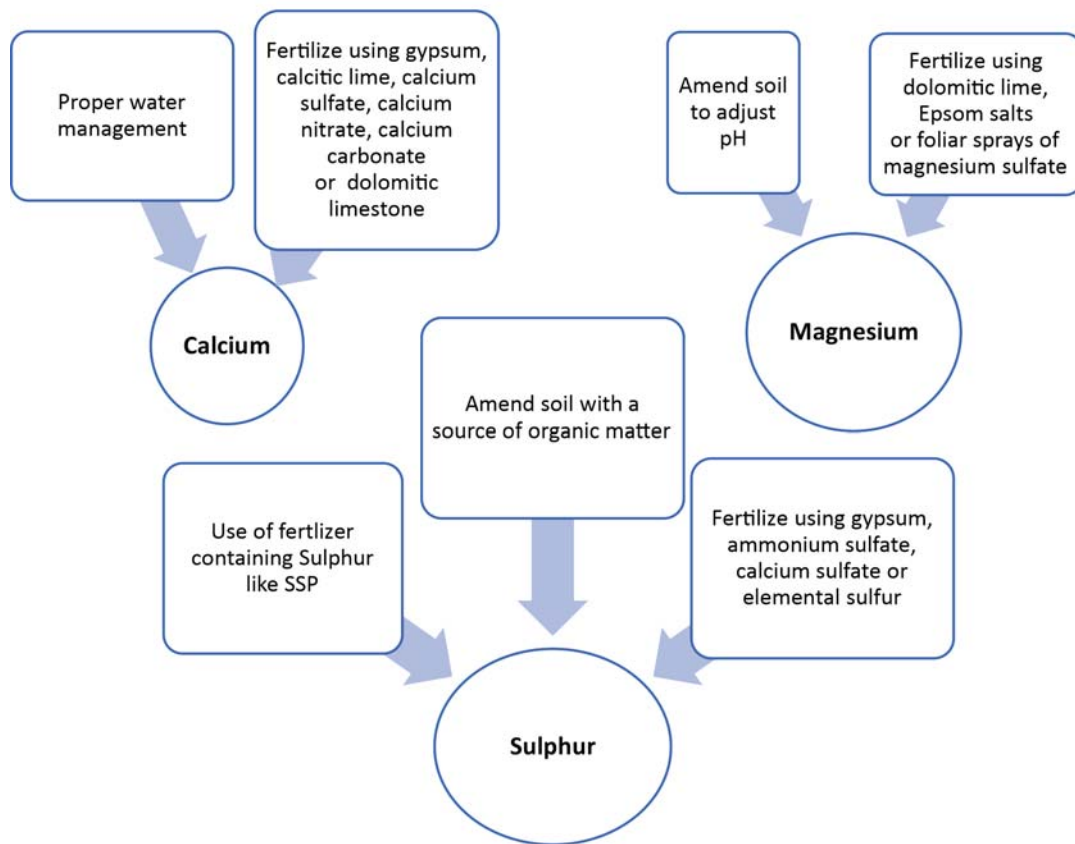 Proper water
management
Fertilize using gypsum,
calcitic lime, calcium
sulfate, calcium
nitrate, calcium
carbonate
or dolomitic
limestone
Calcium
Amend soil
to adjust
pH
Fertilize using
dolomitic lime,
Epsom salts
or foliar sprays of
magnesium sulfate
Magnesium
Amend soil with a
source of organic matter
Use of fertlizer
containing Sulphur
like SSP
Fertilize using gypsum,
ammonium sulfate,
calcium sulfate or
elemental sulfur
Sulphur